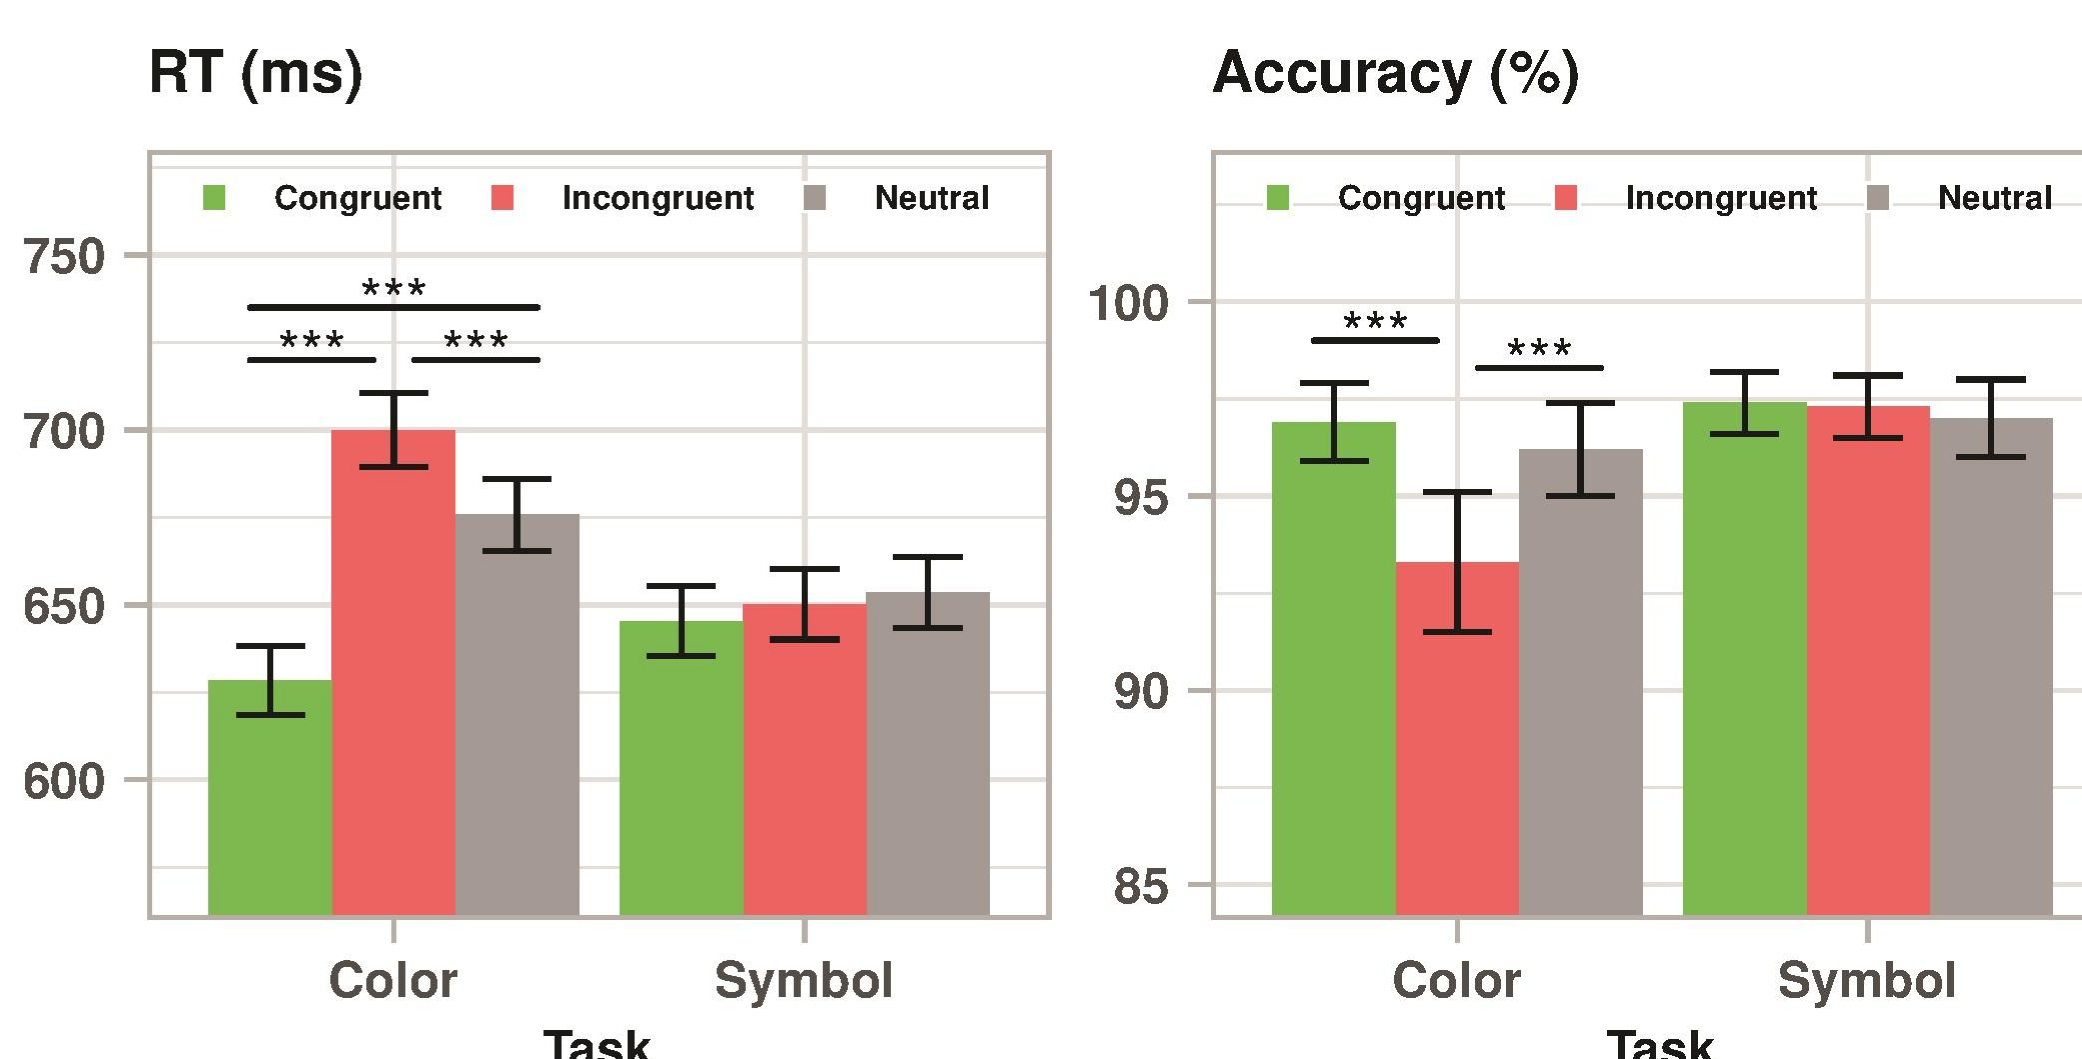 RT (ms)
Congruent Incongruent Neutral
750
700
650
600
***
*** ***
Color Symbol
Task
Accuracy (%)
Congruent Incongruent Neutral
100
95
90
85
***
***
Color Symbol
Task